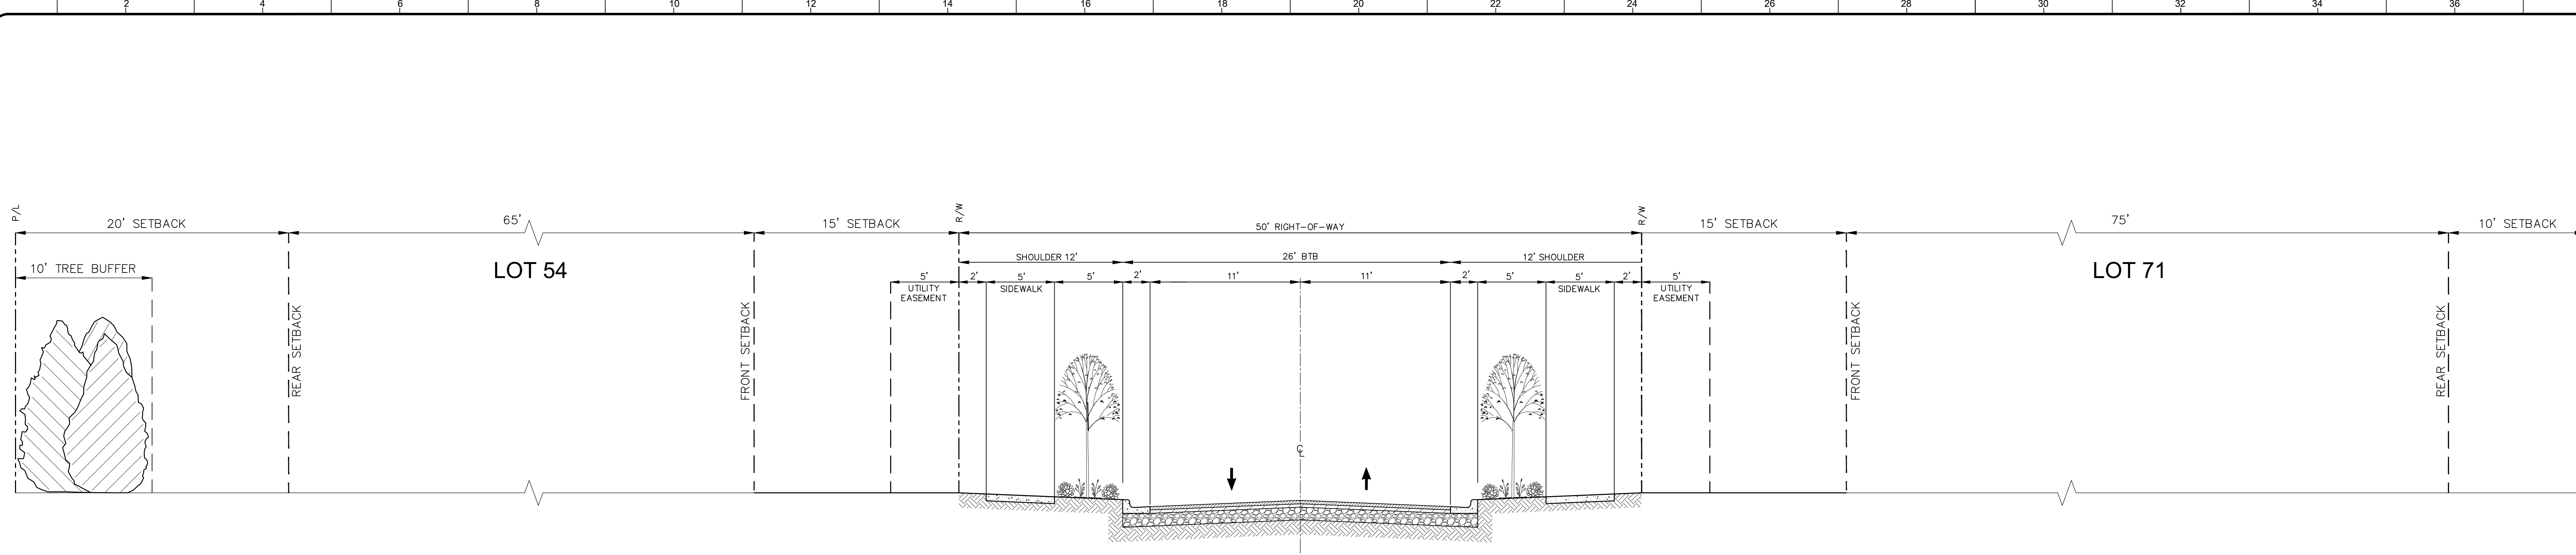 2 4 6 8 10 12 14 16 18 20 22 24 26 28 30 32 34 36
P/L R/W R/W
20' SETBACK 65' 15' SETBACK 50' RIGHT-OF-WAY 15' SETBACK 75' 10' SETBACK
SHOULDER 12' 26' BTB 12' SHOULDER
10' TREE BUFFER LOT 54 LOT 71
5' 2' 5' 5' 2' 11' 11' 2' 5' 5' 2' 5'
UTILITY SIDEWALK SIDEWALK UTILITY
EASEMENT EASEMENT
REAR SETBACK
FRONT SETBACK
FRONT SETBACK
REAR SETBACK
CL